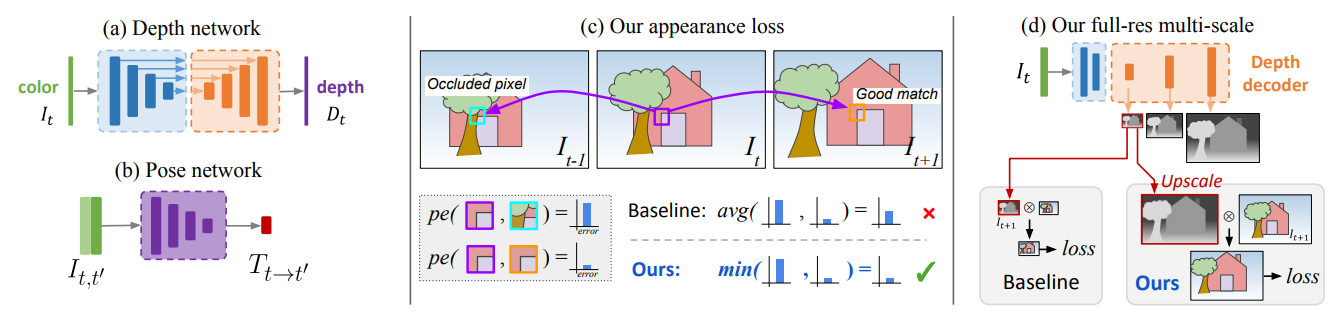 (a) Depth network
color
I_t
depth
D_t
(b) Pose network
I_{t,t'}
T_{t→t'}
(c) Our appearance loss
Occluded pixel
Good match
I_{t-1}
I_t
I_{t+1}
pe( , ) =
error
pe( , ) =
error
Baseline: avg( , ) = ×
Ours: min( , ) = ✓
(d) Our full-res multi-scale
I_t
Depth
decoder
Upscale
⊗
I_{t+1}
loss
Baseline
⊗
I_{t+1}
loss
Ours